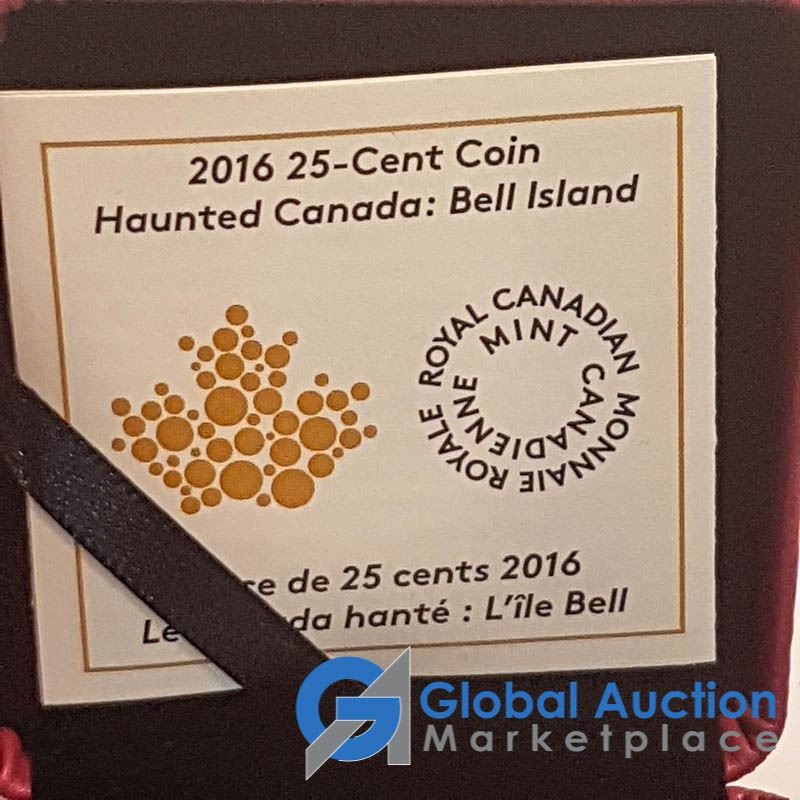 2016 25-Cent Coin
Haunted Canada: Bell Island
ROYAL CANADIAN MINT
MONNAIE ROYALE CANADIENNE
de 25 cents 2016
hanté : L'île Bell
Global Auction
Marketplace